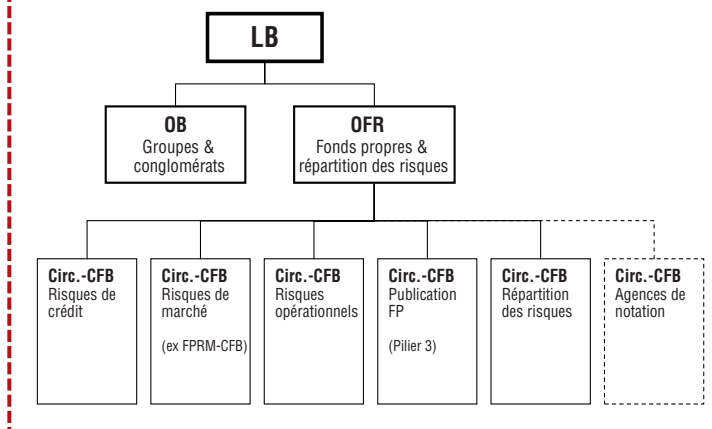 LB
OB
Groupes &
conglomérats
OFR
Fonds propres &
répartition des risques
Circ.-CFB
Risques de
crédit
Circ.-CFB
Risques de
marché
(ex FPRM-CFB)
Circ.-CFB
Risques
opérationnels
Circ.-CFB
Publication
FP
(Pilier 3)
Circ.-CFB
Répartition
des risques
Circ.-CFB
Agences de
notation